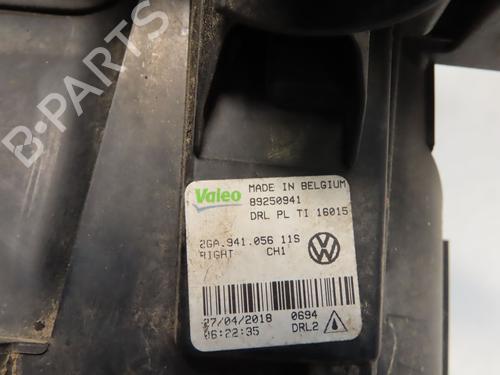 B-PARTS
Valeo MADE IN BELGIUM
89250941
DRL PL TI 16015
2GA.941.056 11S
RIGHT CH1
27/04/2018 0694
06:22:35 DRL2